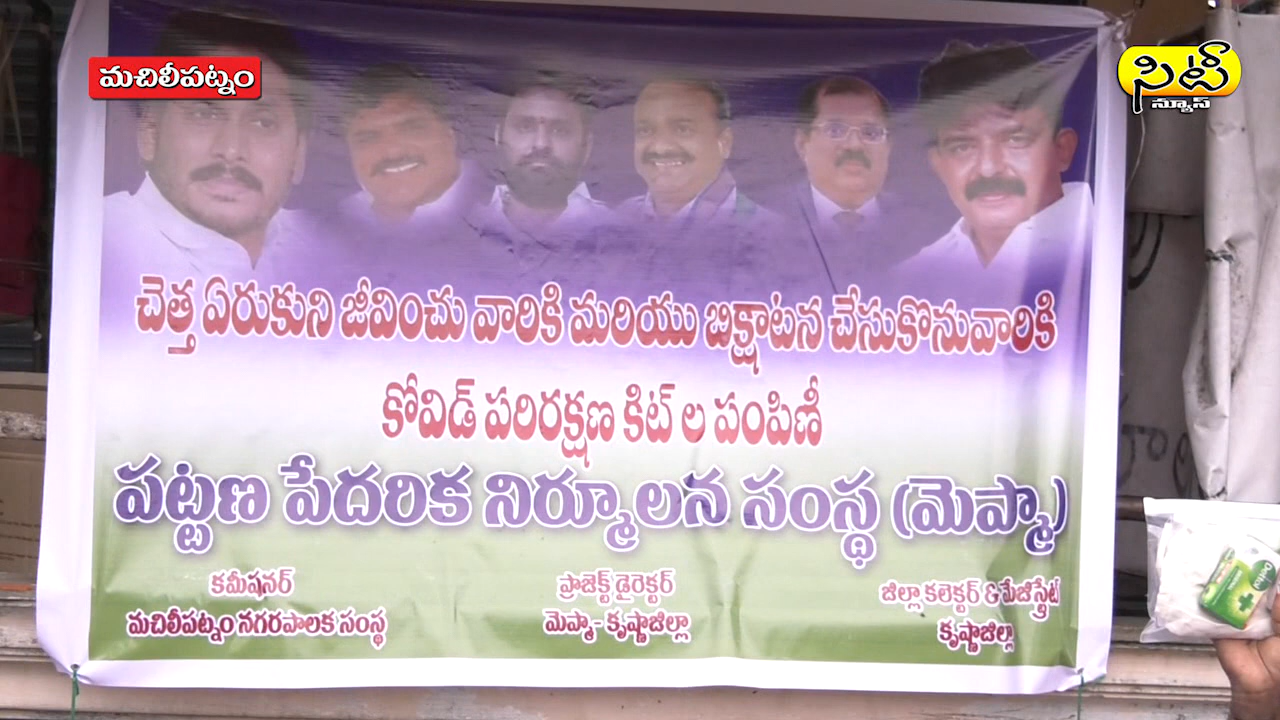 మచిలీపట్నం
సిటీ
న్యూస్
చెత్త ఏరుకుని జీవించు వారికి మరియు బిక్షాటన చేసుకొనువారికి
కోవిడ్ పరిరక్షణ కిట్ ల పంపిణీ
పట్టణ పేదరిక నిర్మూలన సంస్థ (మెప్మా)
కమీషనర్
మచిలీపట్నం నగరపాలక సంస్థ
ప్రాజెక్ట్ డైరెక్టర్
మెప్మా- కృష్ణాజిల్లా
జిల్లా కలెక్టర్ & మేజిస్త్రేట్
కృష్ణాజిల్లా
Dettol